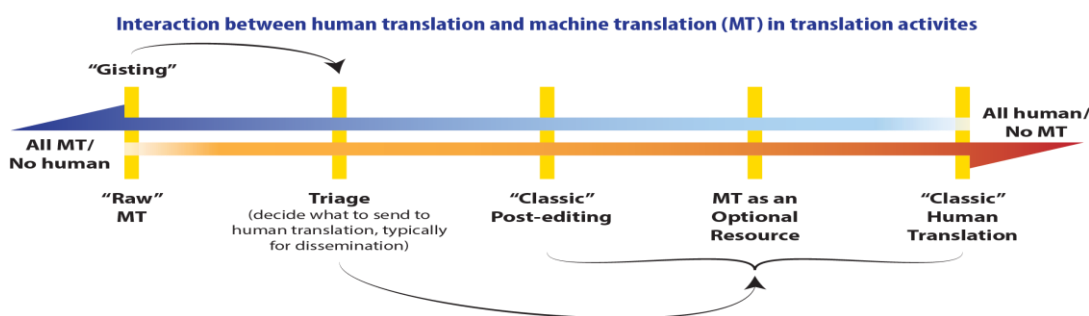 Interaction between human translation and machine translation (MT) in translation activites
“Gisting”
All MT/
No human
All human/
No MT
“Raw”
MT
Triage
(decide what to send to
human translation, typically
for dissemination)
“Classic”
Post-editing
MT as an
Optional
Resource
“Classic”
Human
Translation